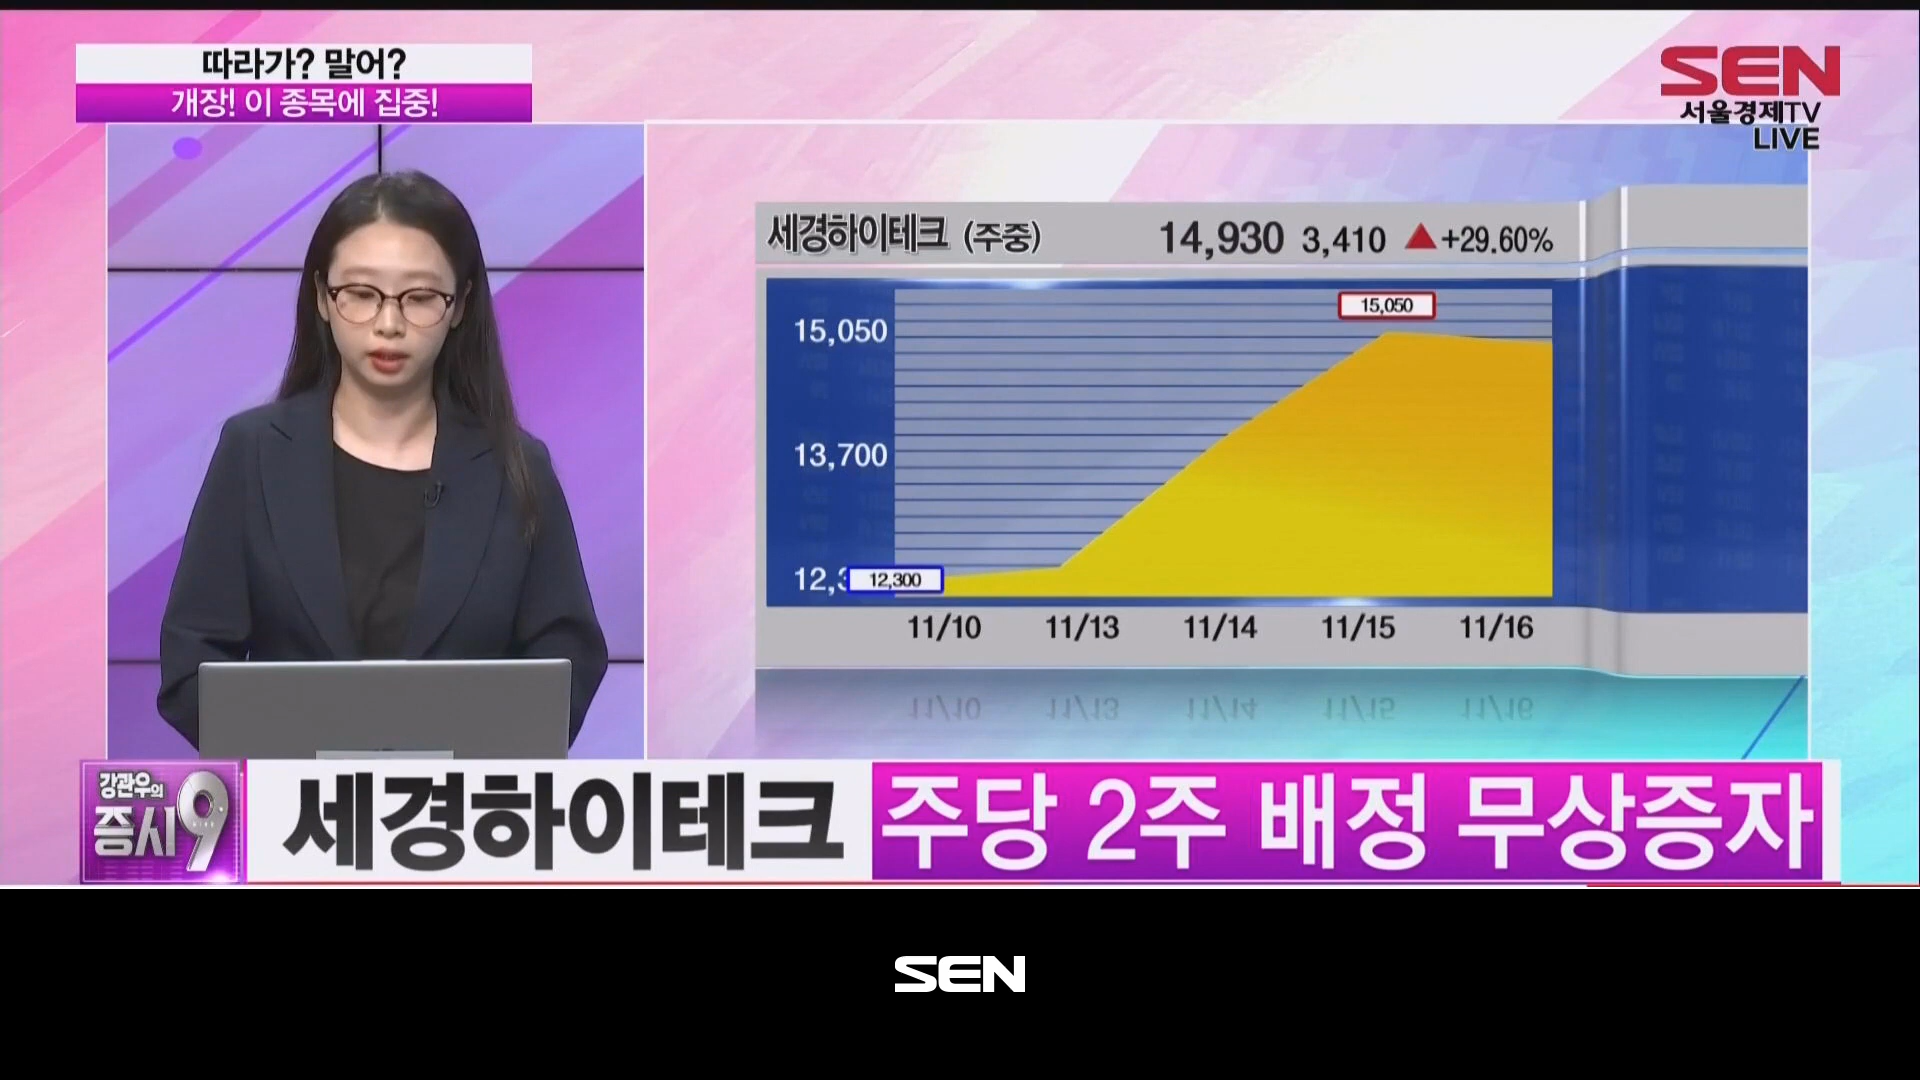 따라가? 말어?
개장! 이 종목에 집중!
SEN
서울경제TV
LIVE
세경하이테크 (주중) 14,930 3,410 ▲+29.60%
15,050
15,050
13,700
12,3
12,300
11/10 11/13 11/14 11/15 11/16
강관우의
증시9
세경하이테크 주당 2주 배정 무상증자
SEN